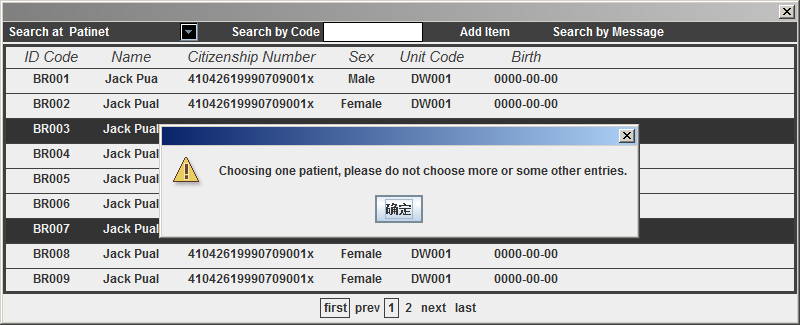 Search at Patinet Search by Code Add Item Search by Message
ID Code Name Citizenship Number Sex Unit Code Birth
BR001 Jack Pua 41042619990709001x Male DW001 0000-00-00
BR002 Jack Pual 41042619990709001x Female DW001 0000-00-00
BR003 Jack Pual
BR004 Jack Pual
Choosing one patient, please do not choose more or some other entries.
BR005 Jack Pual
BR006 Jack Pual
确定
BR007 Jack Pual
BR008 Jack Pual 41042619990709001x Female DW001 0000-00-00
BR009 Jack Pual 41042619990709001x Female DW001 0000-00-00
first prev 1 2 next last